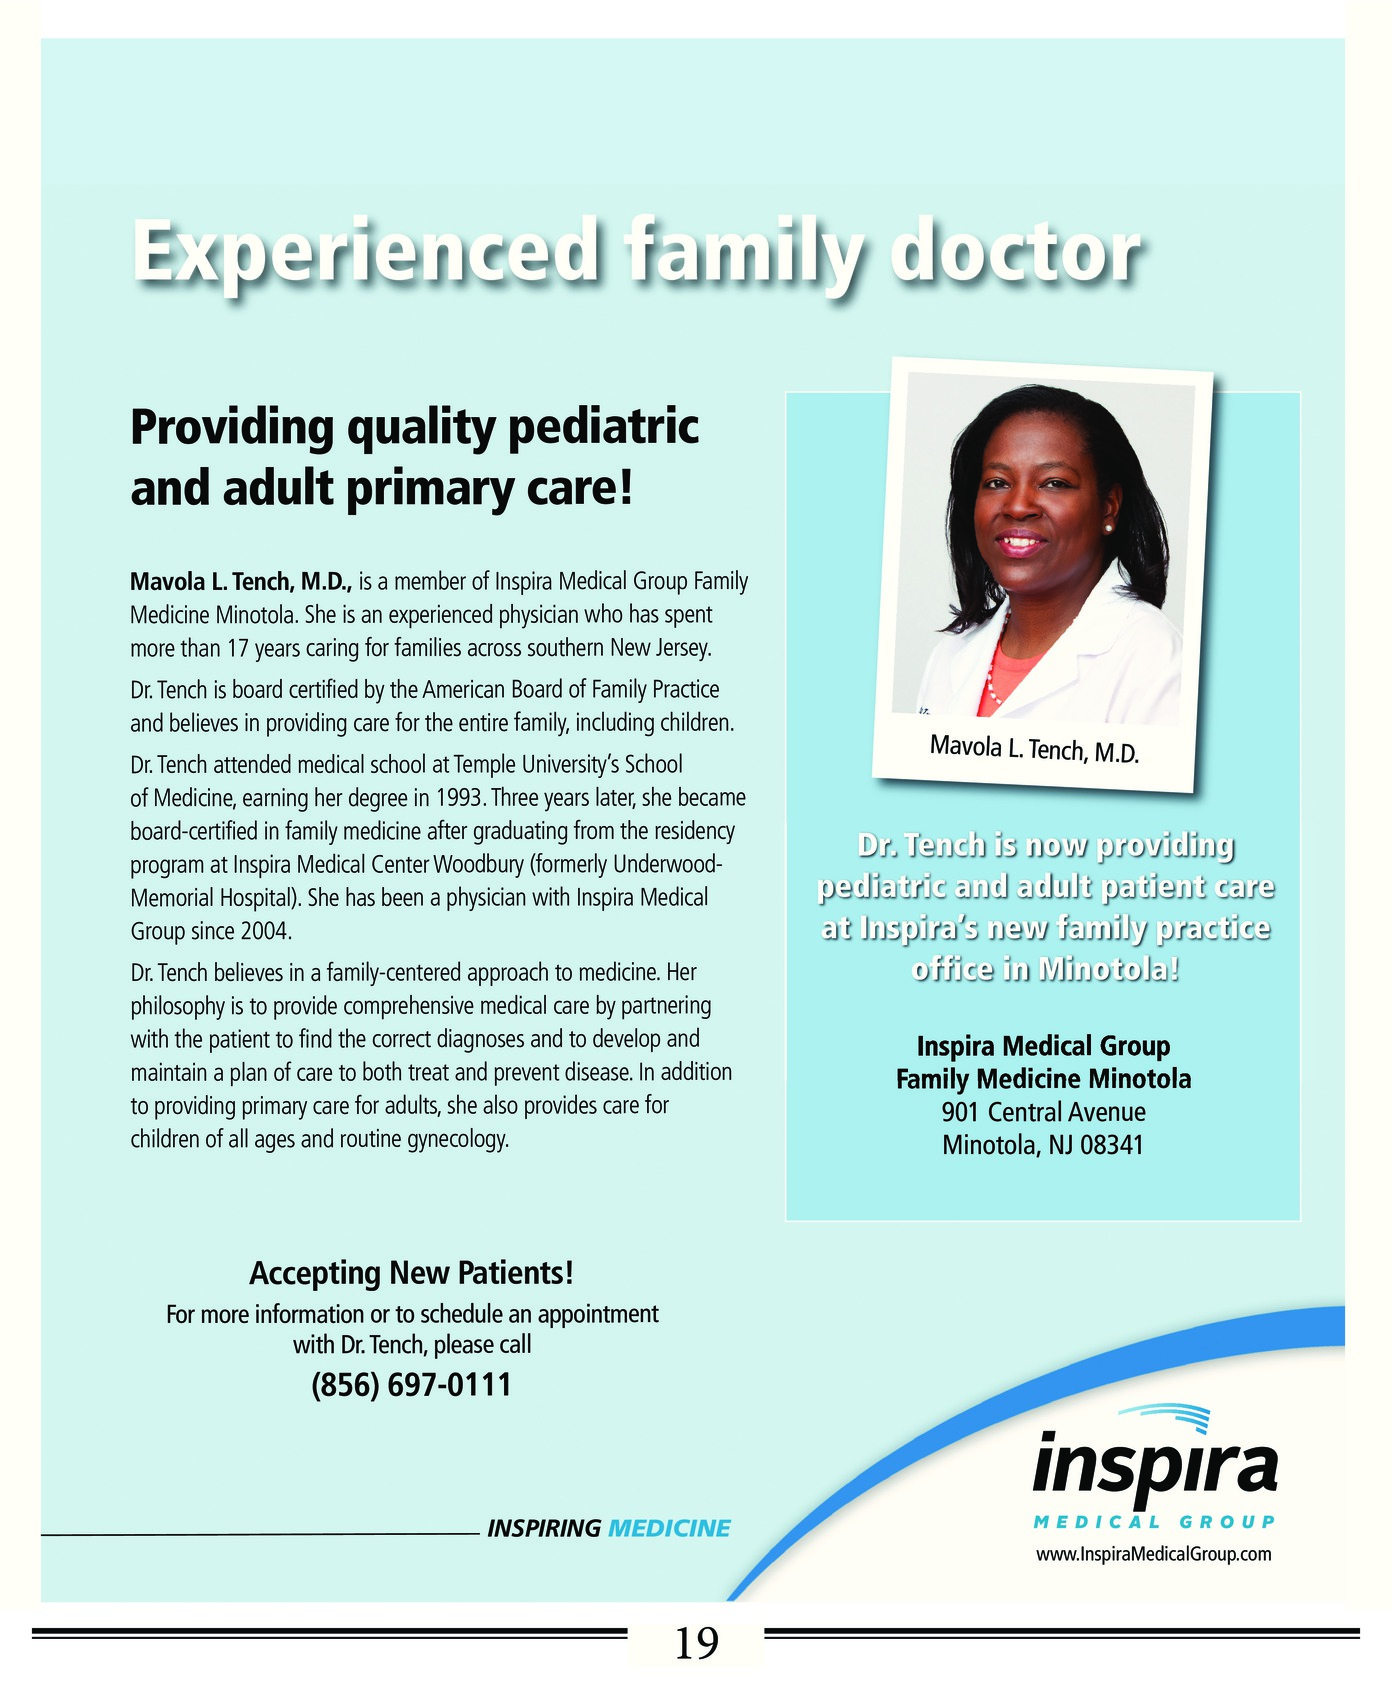 Experienced family doctor
Providing quality pediatric
and adult primary care!
Mavola L. Tench, M.D., is a member of Inspira Medical Group Family
Medicine Minotola. She is an experienced physician who has spent
more than 17 years caring for families across southern New Jersey.
Dr. Tench is board certified by the American Board of Family Practice
and believes in providing care for the entire family, including children.
Dr. Tench attended medical school at Temple University's School
of Medicine, earning her degree in 1993. Three years later, she became
board-certified in family medicine after graduating from the residency
program at Inspira Medical Center Woodbury (formerly Underwood-
Memorial Hospital). She has been a physician with Inspira Medical
Group since 2004.
Dr. Tench believes in a family-centered approach to medicine. Her
philosophy is to provide comprehensive medical care by partnering
with the patient to find the correct diagnoses and to develop and
maintain a plan of care to both treat and prevent disease. In addition
to providing primary care for adults, she also provides care for
children of all ages and routine gynecology.
Accepting New Patients!
For more information or to schedule an appointment
with Dr. Tench, please call
(856) 697-0111
Mavola L. Tench, M.D.
Dr. Tench is now providing
pediatric and adult patient care
at Inspira's new family practice
office in Minotola!
Inspira Medical Group
Family Medicine Minotola
901 Central Avenue
Minotola, NJ 08341
INSPIRING MEDICINE
inspira
MEDICAL GROUP
www.InspiraMedicalGroup.com
19